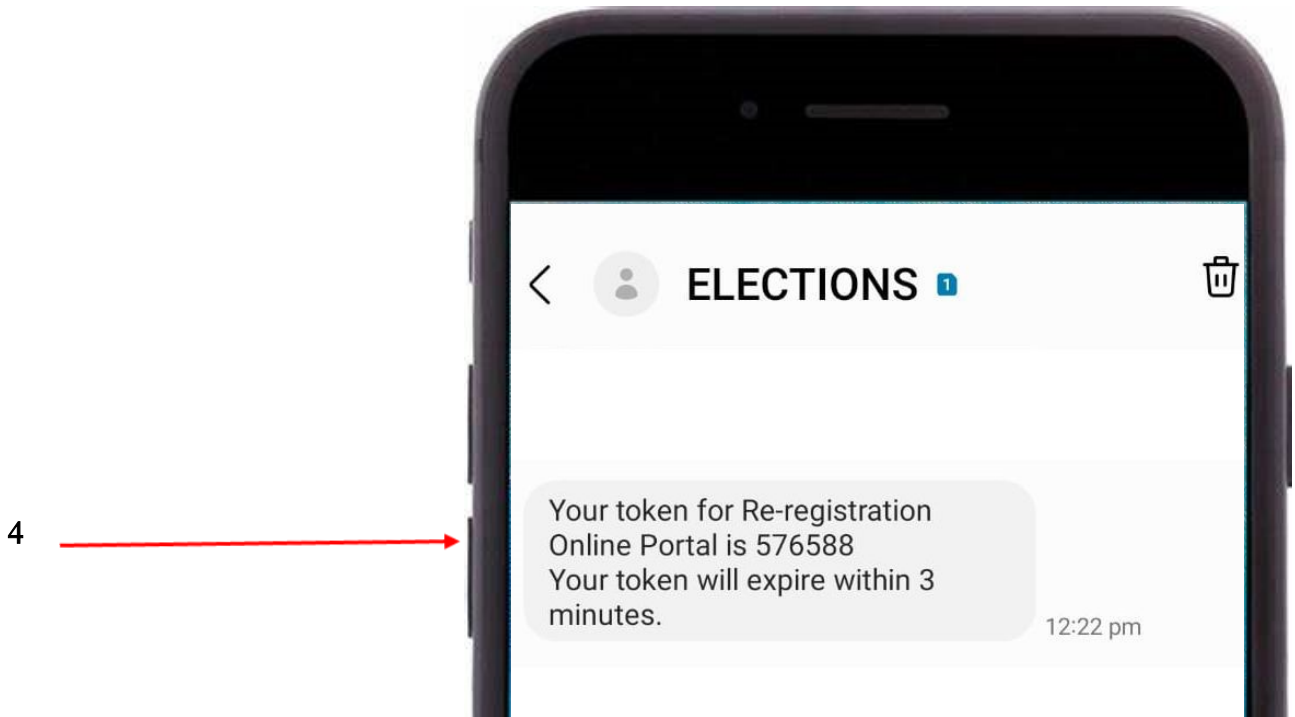 ELECTIONS 1
4
Your token for Re-registration
Online Portal is 576588
Your token will expire within 3
minutes.
12:22 pm